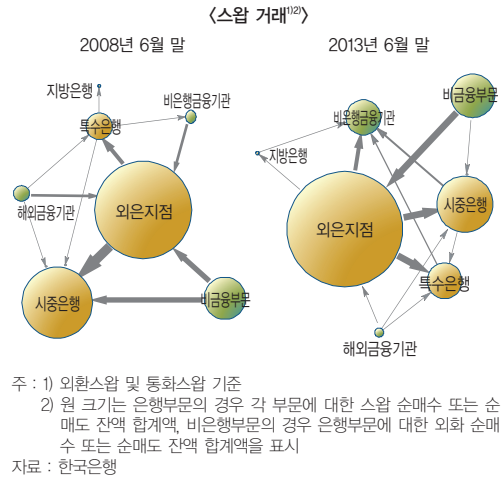 〈스왑 거래¹⁾²⁾〉
2008년 6월 말
2013년 6월 말
지방은행
비은행금융기관
특수은행
해외금융기관
외은지점
시중은행
비금융부문
비금융부문
비은행금융기관
지방은행
시중은행
외은지점
특수은행
해외금융기관
주 : 1) 외환스왑 및 통화스왑 기준
2) 원 크기는 은행부문의 경우 각 부문에 대한 스왑 순매수 또는 순
매도 잔액 합계액, 비은행부문의 경우 은행부문에 대한 외화 순매
수 또는 순매도 잔액 합계액을 표시
자료 : 한국은행